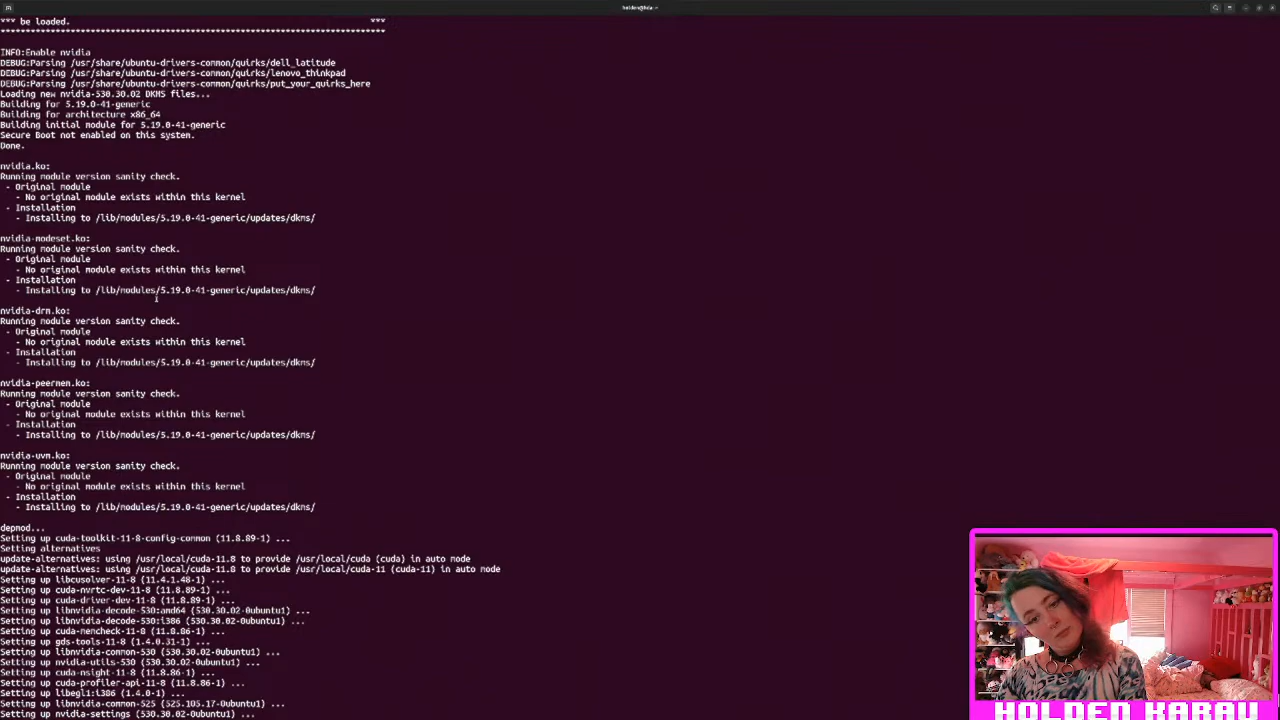 holden@hda: ~
*** be loaded. ***
*****************************************************************************
INFO:Enable nvidia
DEBUG:Parsing /usr/share/ubuntu-drivers-common/quirks/dell_latitude
DEBUG:Parsing /usr/share/ubuntu-drivers-common/quirks/lenovo_thinkpad
DEBUG:Parsing /usr/share/ubuntu-drivers-common/quirks/put_your_quirks_here
Loading new nvidia-530.30.02 DKMS files...
Building for 5.19.0-41-generic
Building for architecture x86_64
Building initial module for 5.19.0-41-generic
Secure Boot not enabled on this system.
Done.
nvidia.ko:
Running module version sanity check.
- Original module
- No original module exists within this kernel
- Installation
- Installing to /lib/modules/5.19.0-41-generic/updates/dkms/
nvidia-modeset.ko:
Running module version sanity check.
- Original module
- No original module exists within this kernel
- Installation
- Installing to /lib/modules/5.19.0-41-generic/updates/dkms/
nvidia-drm.ko:
Running module version sanity check.
- Original module
- No original module exists within this kernel
- Installation
- Installing to /lib/modules/5.19.0-41-generic/updates/dkms/
nvidia-peermem.ko:
Running module version sanity check.
- Original module
- No original module exists within this kernel
- Installation
- Installing to /lib/modules/5.19.0-41-generic/updates/dkms/
nvidia-uvm.ko:
Running module version sanity check.
- Original module
- No original module exists within this kernel
- Installation
- Installing to /lib/modules/5.19.0-41-generic/updates/dkms/
depmod...
Setting up cuda-toolkit-11-8-config-common (11.8.89-1) ...
Setting alternatives
update-alternatives: using /usr/local/cuda-11.8 to provide /usr/local/cuda (cuda) in auto mode
update-alternatives: using /usr/local/cuda-11.8 to provide /usr/local/cuda-11 (cuda-11) in auto mode
Setting up libcusolver-11-8 (11.4.1.48-1) ...
Setting up cuda-nvrtc-dev-11-8 (11.8.89-1) ...
Setting up cuda-driver-dev-11-8 (11.8.89-1) ...
Setting up libnvidia-decode-530:amd64 (530.30.02-0ubuntu1) ...
Setting up libnvidia-decode-530:i386 (530.30.02-0ubuntu1) ...
Setting up cuda-memcheck-11-8 (11.8.86-1) ...
Setting up gds-tools-11-8 (1.4.0.31-1) ...
Setting up libnvidia-common-530 (530.30.02-0ubuntu1) ...
Setting up nvidia-utils-530 (530.30.02-0ubuntu1) ...
Setting up cuda-nsight-11-8 (11.8.86-1) ...
Setting up cuda-profiler-api-11-8 (11.8.86-1) ...
Setting up libegl1:i386 (1.4.0-1) ...
Setting up libnvidia-common-525 (525.105.17-0ubuntu1) ...
Setting up nvidia-settings (530.30.02-0ubuntu1) ...
HOLDEN KARAU